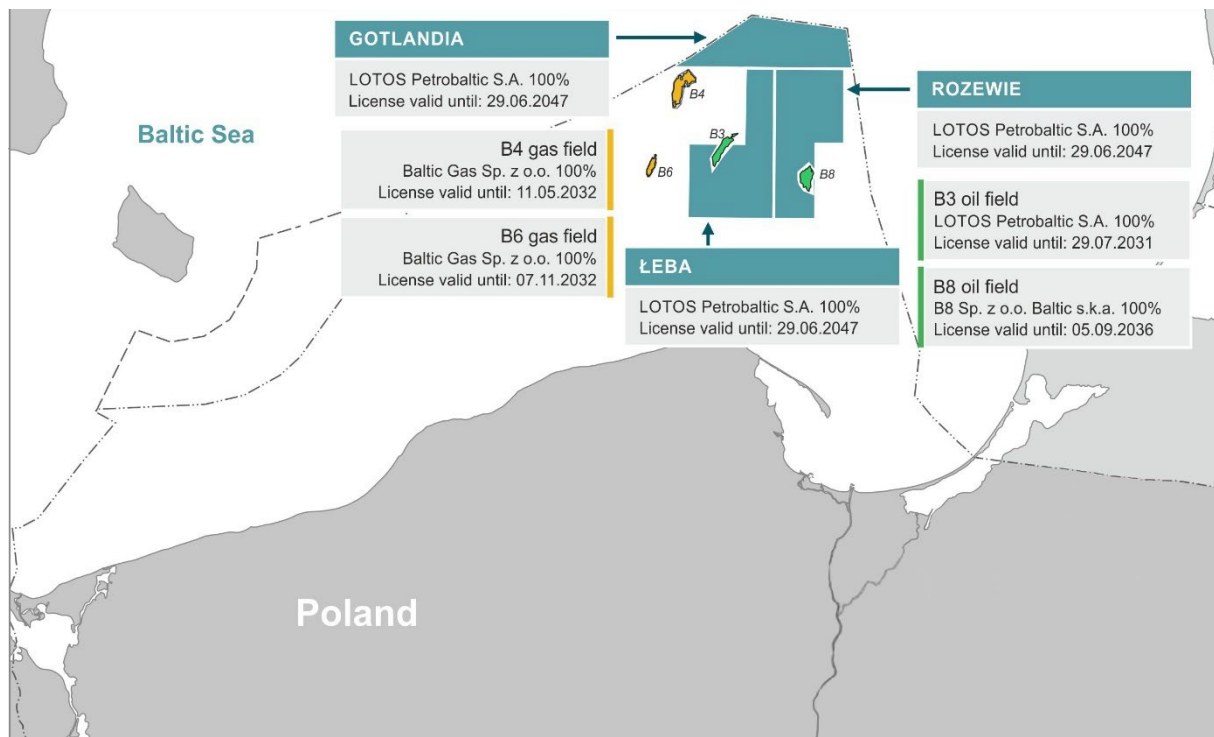 GOTLANDIA
LOTOS Petrobaltic S.A. 100%
License valid until: 29.06.2047
B4 gas field
Baltic Gas Sp. z o.o. 100%
License valid until: 11.05.2032
B6 gas field
Baltic Gas Sp. z o.o. 100%
License valid until: 07.11.2032
Baltic Sea
B4
B3
B6
B8
ROZEWIE
LOTOS Petrobaltic S.A. 100%
License valid until: 29.06.2047
B3 oil field
LOTOS Petrobaltic S.A. 100%
License valid until: 29.07.2031
B8 oil field
B8 Sp. z o.o. Baltic s.k.a. 100%
License valid until: 05.09.2036
ŁEBA
LOTOS Petrobaltic S.A. 100%
License valid until: 29.06.2047
Poland